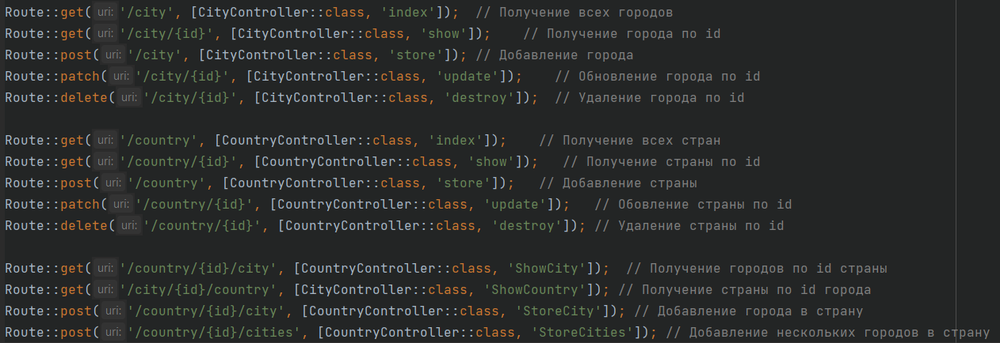 Route::get( uri: '/city', [CityController::class, 'index']);  // Получение всех городов
Route::get( uri: '/city/{id}', [CityController::class, 'show']);    // Получение города по id
Route::post( uri: '/city', [CityController::class, 'store']); // Добавление города
Route::patch( uri: '/city/{id}', [CityController::class, 'update']);    // Обновление города по id
Route::delete( uri: '/city/{id}', [CityController::class, 'destroy']);  // Удаление города по id
Route::get( uri: '/country', [CountryController::class, 'index']);    // Получение всех стран
Route::get( uri: '/country/{id}', [CountryController::class, 'show']);   // Получение страны по id
Route::post( uri: '/country', [CountryController::class, 'store']);   // Добавление страны
Route::patch( uri: '/country/{id}', [CountryController::class, 'update']);   // Обовление страны по id
Route::delete( uri: '/country/{id}', [CountryController::class, 'destroy']); // Удаление страны по id
Route::get( uri: '/country/{id}/city', [CountryController::class, 'ShowCity']);  // Получение городов по id страны
Route::get( uri: '/city/{id}/country', [CityController::class, 'ShowCountry']); // Получение страны по id города
Route::post( uri: '/country/{id}/city', [CountryController::class, 'StoreCity']); // Добавление города в страну
Route::post( uri: '/country/{id}/cities', [CountryController::class, 'StoreCities']); // Добавление нескольких городов в страну